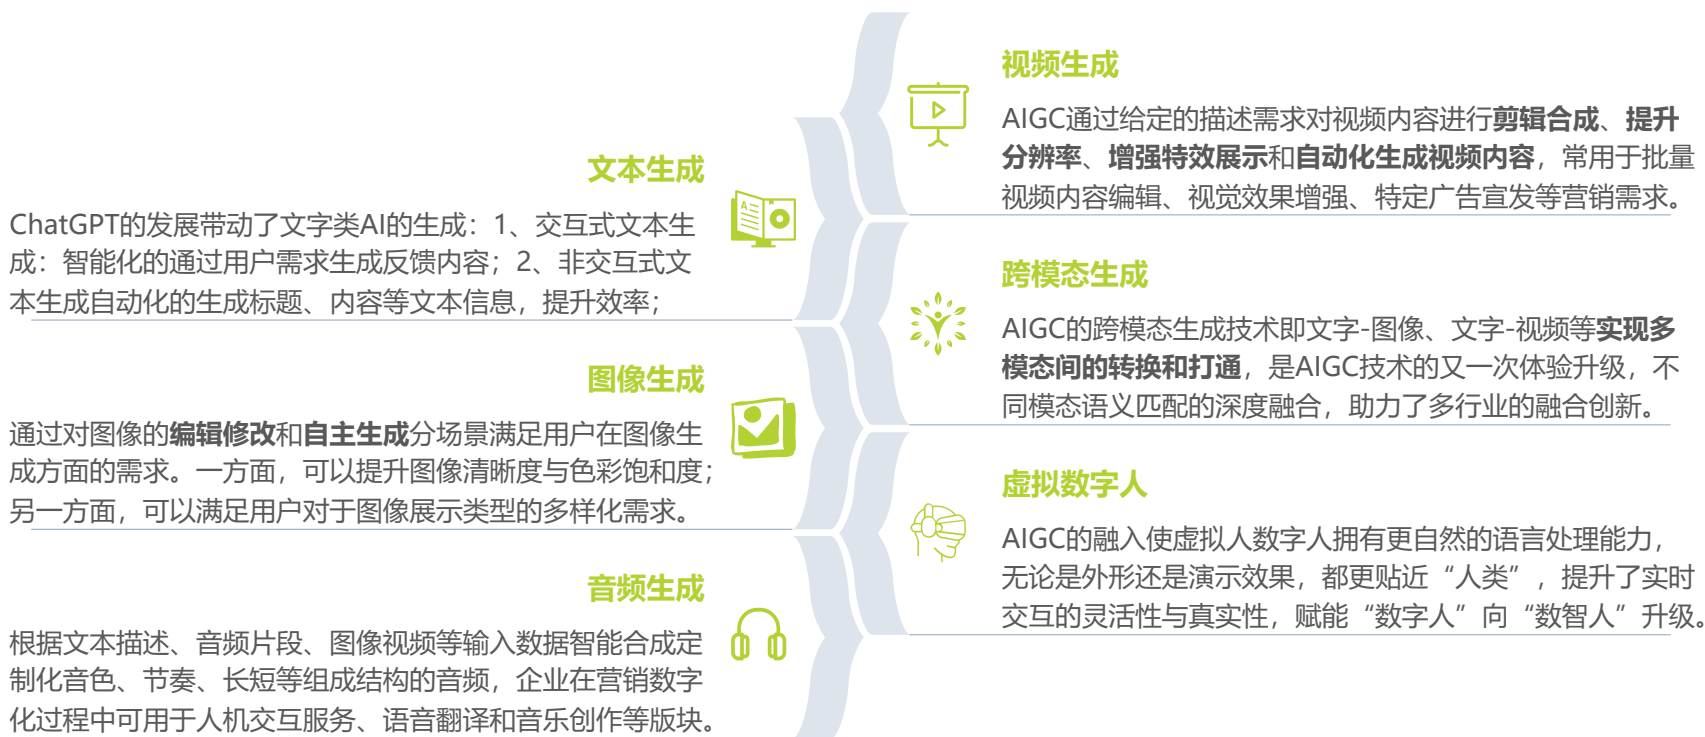 文本生成
ChatGPT的发展带动了文字类AI的生成：1、交互式文本生
成：智能化的通过用户需求生成反馈内容；2、非交互式文
本生成自动化的生成标题、内容等文本信息，提升效率；
图像生成
通过对图像的编辑修改和自主生成分场景满足用户在图像生
成方面的需求。一方面，可以提升图像清晰度与色彩饱和度；
另一方面，可以满足用户对于图像展示类型的多样化需求。
音频生成
根据文本描述、音频片段、图像视频等输入数据智能合成定
制化音色、节奏、长短等组成结构的音频，企业在营销数字
化过程中可用于人机交互服务、语音翻译和音乐创作等版块。
视频生成
AIGC通过给定的描述需求对视频内容进行剪辑合成、提升
分辨率、增强特效展示和自动化生成视频内容，常用于批量
视频内容编辑、视觉效果增强、特定广告宣发等营销需求。
跨模态生成
AIGC的跨模态生成技术即文字-图像、文字-视频等实现多
模态间的转换和打通，是AIGC技术的又一次体验升级，不
同模态语义匹配的深度融合，助力了多行业的融合创新。
虚拟数字人
AIGC的融入使虚拟人数字人拥有更自然的语言处理能力，
无论是外形还是演示效果，都更贴近“人类”，提升了实时
交互的灵活性与真实性，赋能“数字人”向“数智人”升级。